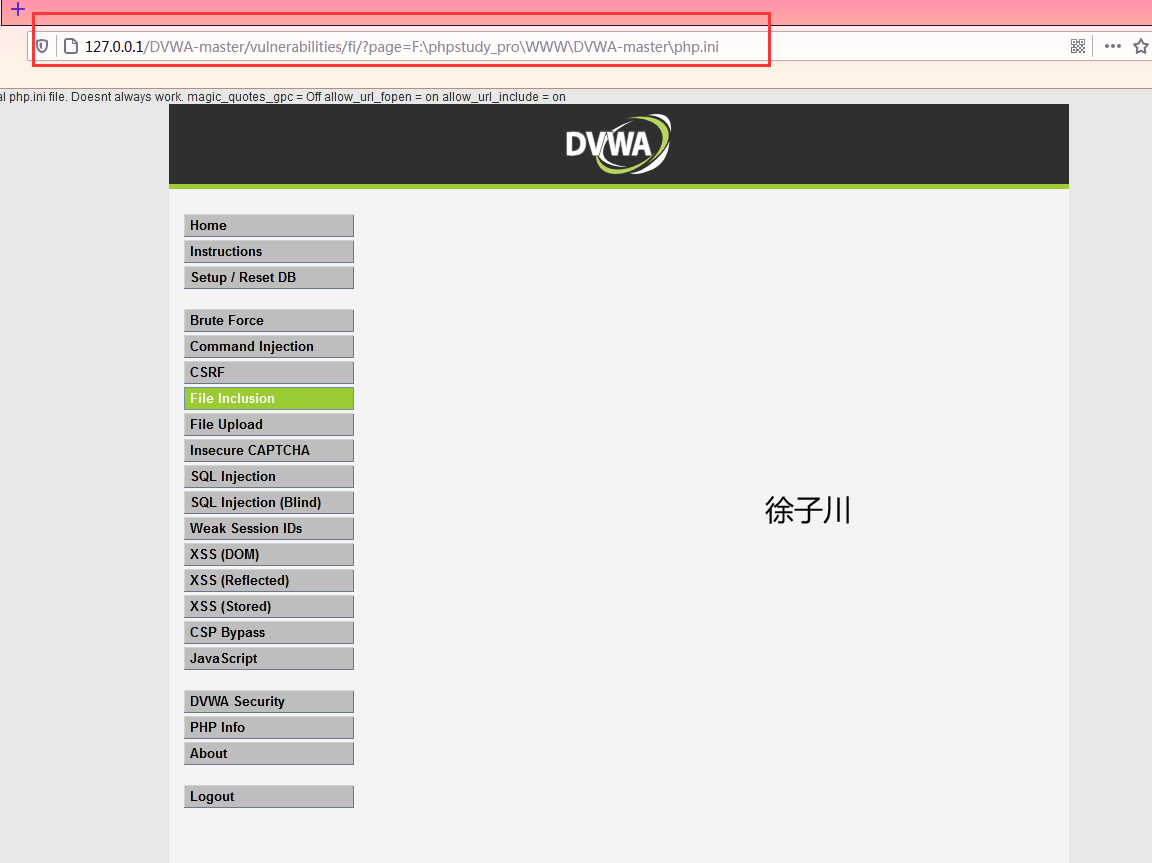 127.0.0.1/DVWA-master/vulnerabilities/fi/?page=F:\phpstudy_pro\WWW\DVWA-master\php.ini
al php.ini file. Doesnt always work. magic_quotes_gpc = Off allow_url_fopen = on allow_url_include = on
DVWA
Home
Instructions
Setup / Reset DB
Brute Force
Command Injection
CSRF
File Inclusion
File Upload
Insecure CAPTCHA
SQL Injection
SQL Injection (Blind)
徐子川
Weak Session IDs
XSS (DOM)
XSS (Reflected)
XSS (Stored)
CSP Bypass
JavaScript
DVWA Security
PHP Info
About
Logout